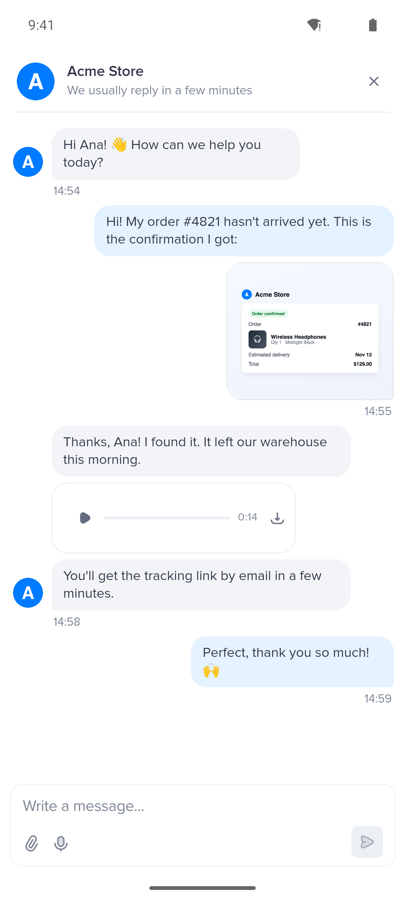 9:41
A
Acme Store
We usually reply in a few minutes
Hi Ana! 👋 How can we help you
today?
A
14:54
Hi! My order #4821 hasn't arrived yet. This is
the confirmation I got:
A Acme Store
Order confirmed
Order #4821
Wireless Headphones
Qty 1 · Midnight Black
Estimated delivery Nov 12
Total $129.00
14:55
Thanks, Ana! I found it. It left our warehouse
this morning.
0:14
You'll get the tracking link by email in a few
minutes.
A
14:58
Perfect, thank you so much!
🙌
14:59
Write a message...